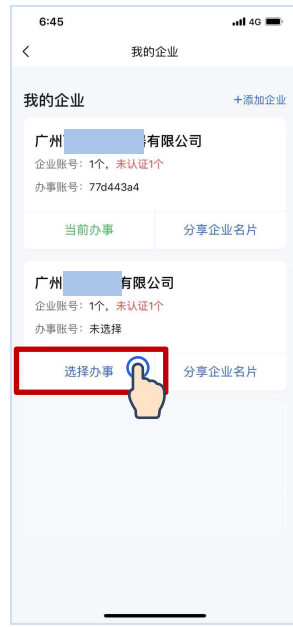 6:45
4G
我的企业
我的企业
+添加企业
广州 器有限公司
企业账号：1个，未认证1个
办事账号：77d443a4
当前办事
分享企业名片
广州 有限公司
企业账号：1个，未认证1个
办事账号：未选择
选择办事
分享企业名片